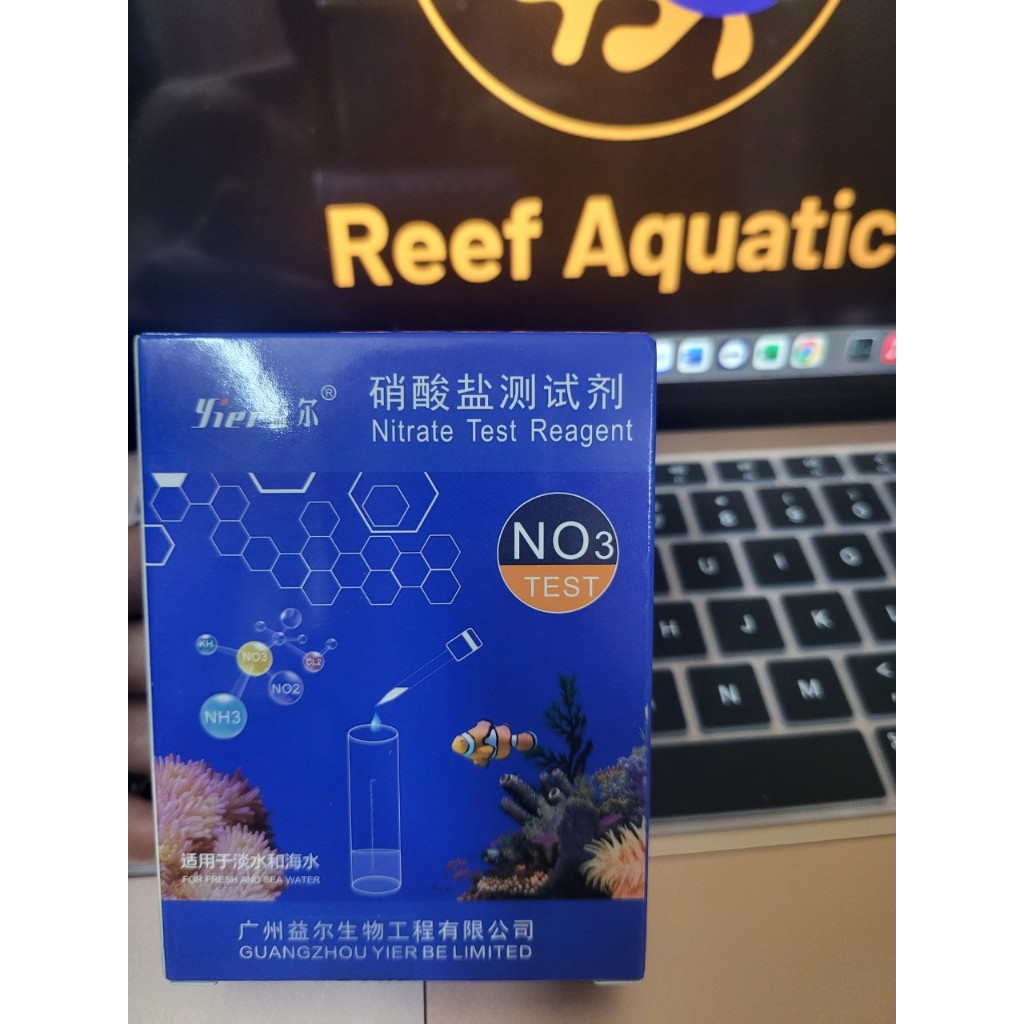 Reef Aquatic
yier益尔®
硝酸盐测试剂
Nitrate Test Reagent
NO3
TEST
KH
NO3
CL2
NO2
NH3
适用于淡水和海水
FOR FRESH AND SEA WATER
广州益尔生物工程有限公司
GUANGZHOU YIER BE LIMITED
H
J
K
N
M